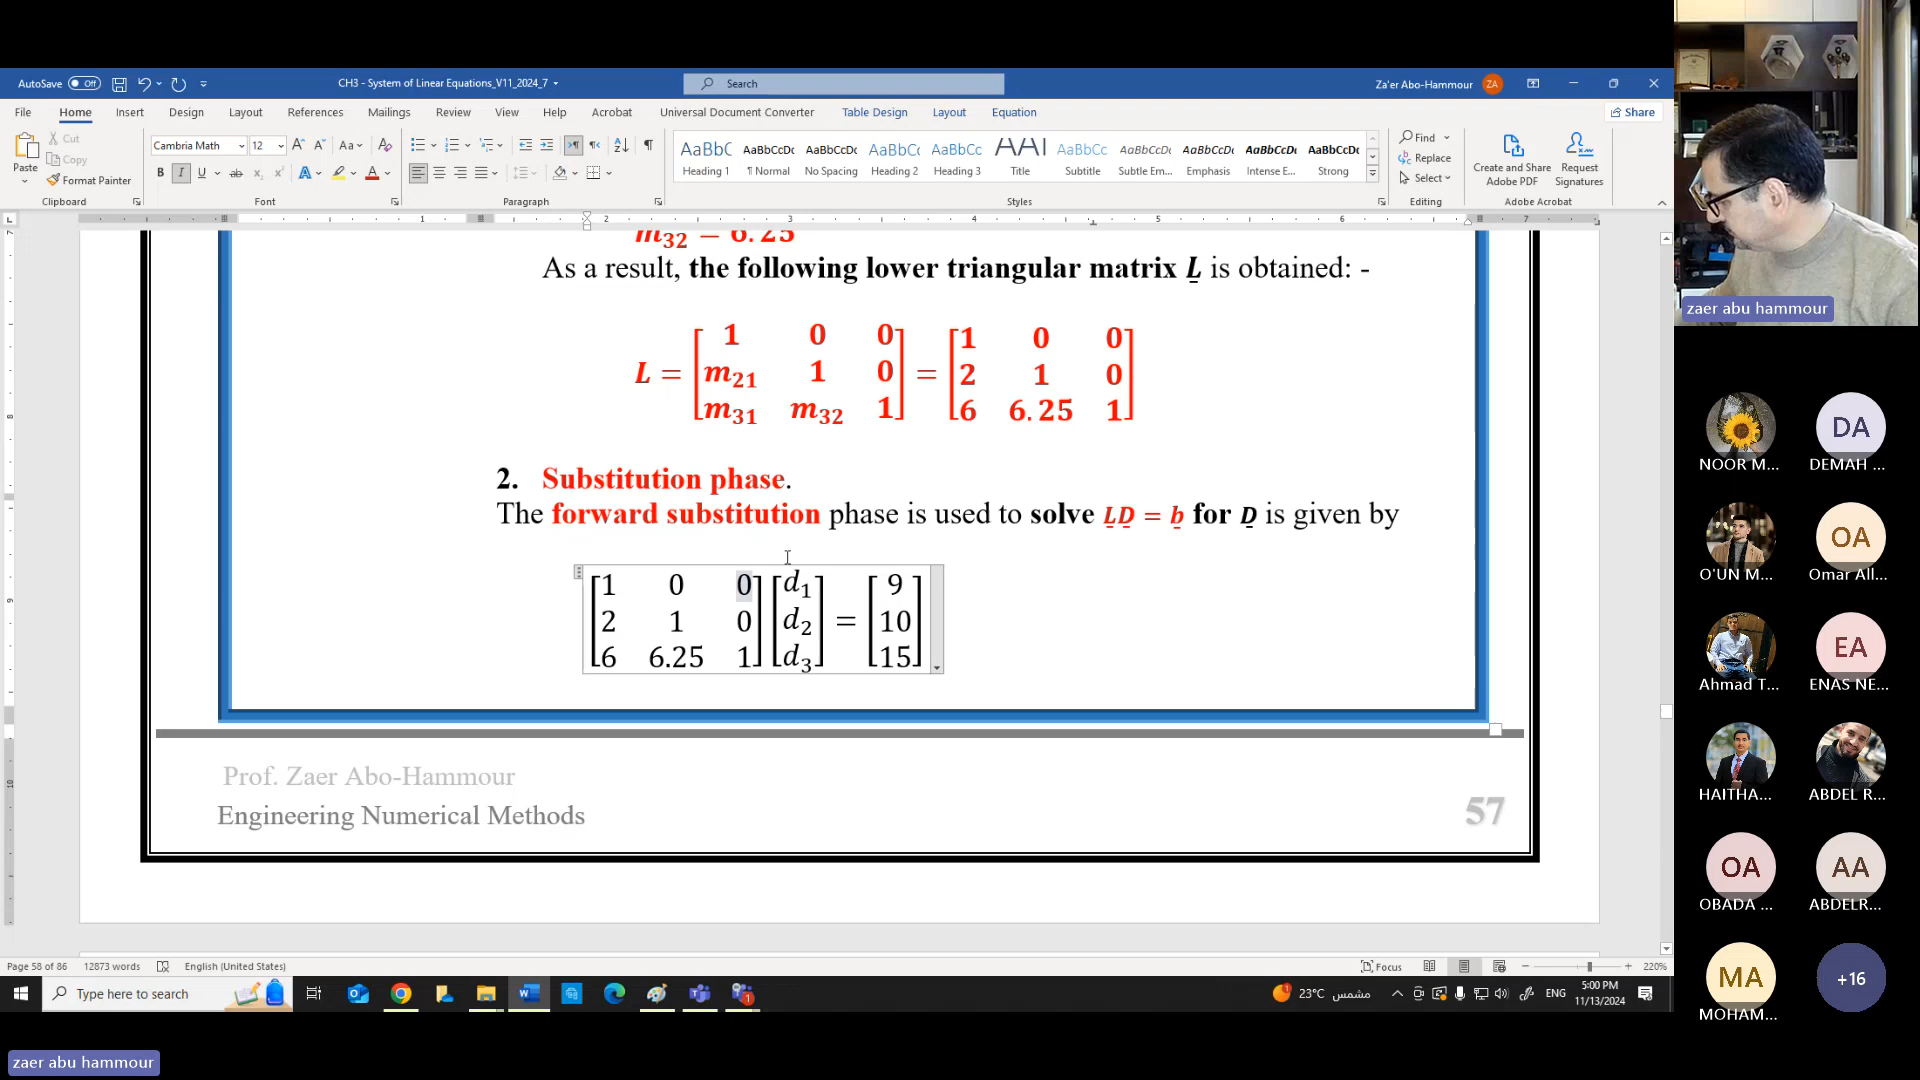 AutoSave Off CH3 - System of Linear Equations_V11_2024_7 Search Za'er Abo-Hammour ZA
File Home Insert Design Layout References Mailings Review View Help Acrobat Universal Document Converter Table Design Layout Equation Share
Paste Cut Copy Format Painter
Clipboard
Cambria Math 12
Font
Paragraph
AaBbC AaBbCcDc AaBbCcDc AaBbCc AaBbCc AaI AaBbCc AaBbCcDc AaBbCcDc AaBbCcDc AaBbCcDc
Heading 1 ¶ Normal No Spacing Heading 2 Heading 3 Title Subtitle Subtle Em... Emphasis Intense E... Strong
Styles
Find Replace Select
Editing
Create and Share Adobe PDF Request Signatures
Adobe Acrobat
1 2 3 4 5 6 7
m32 = 6.25
As a result, the following lower triangular matrix L is obtained: -
L = [1 0 0; m21 1 0; m31 m32 1] = [1 0 0; 2 1 0; 6 6.25 1]
2. Substitution phase.
The forward substitution phase is used to solve LD = b for D is given by
[1 0 0; 2 1 0; 6 6.25 1] [d1; d2; d3] = [9; 10; 15]
Prof. Zaer Abo-Hammour
Engineering Numerical Methods
57
Page 58 of 86 12873 words English (United States) Focus 220%
Type here to search
23°C مشمس ENG 5:00 PM 11/13/2024
zaer abu hammour
zaer abu hammour
NOOR M...
DA
DEMAH ...
O'UN M...
OA
Omar All...
Ahmad T...
EA
ENAS NE...
HAITHA...
ABDEL R...
OA
OBADA ...
AA
ABDELR...
MA
MOHAM...
+16